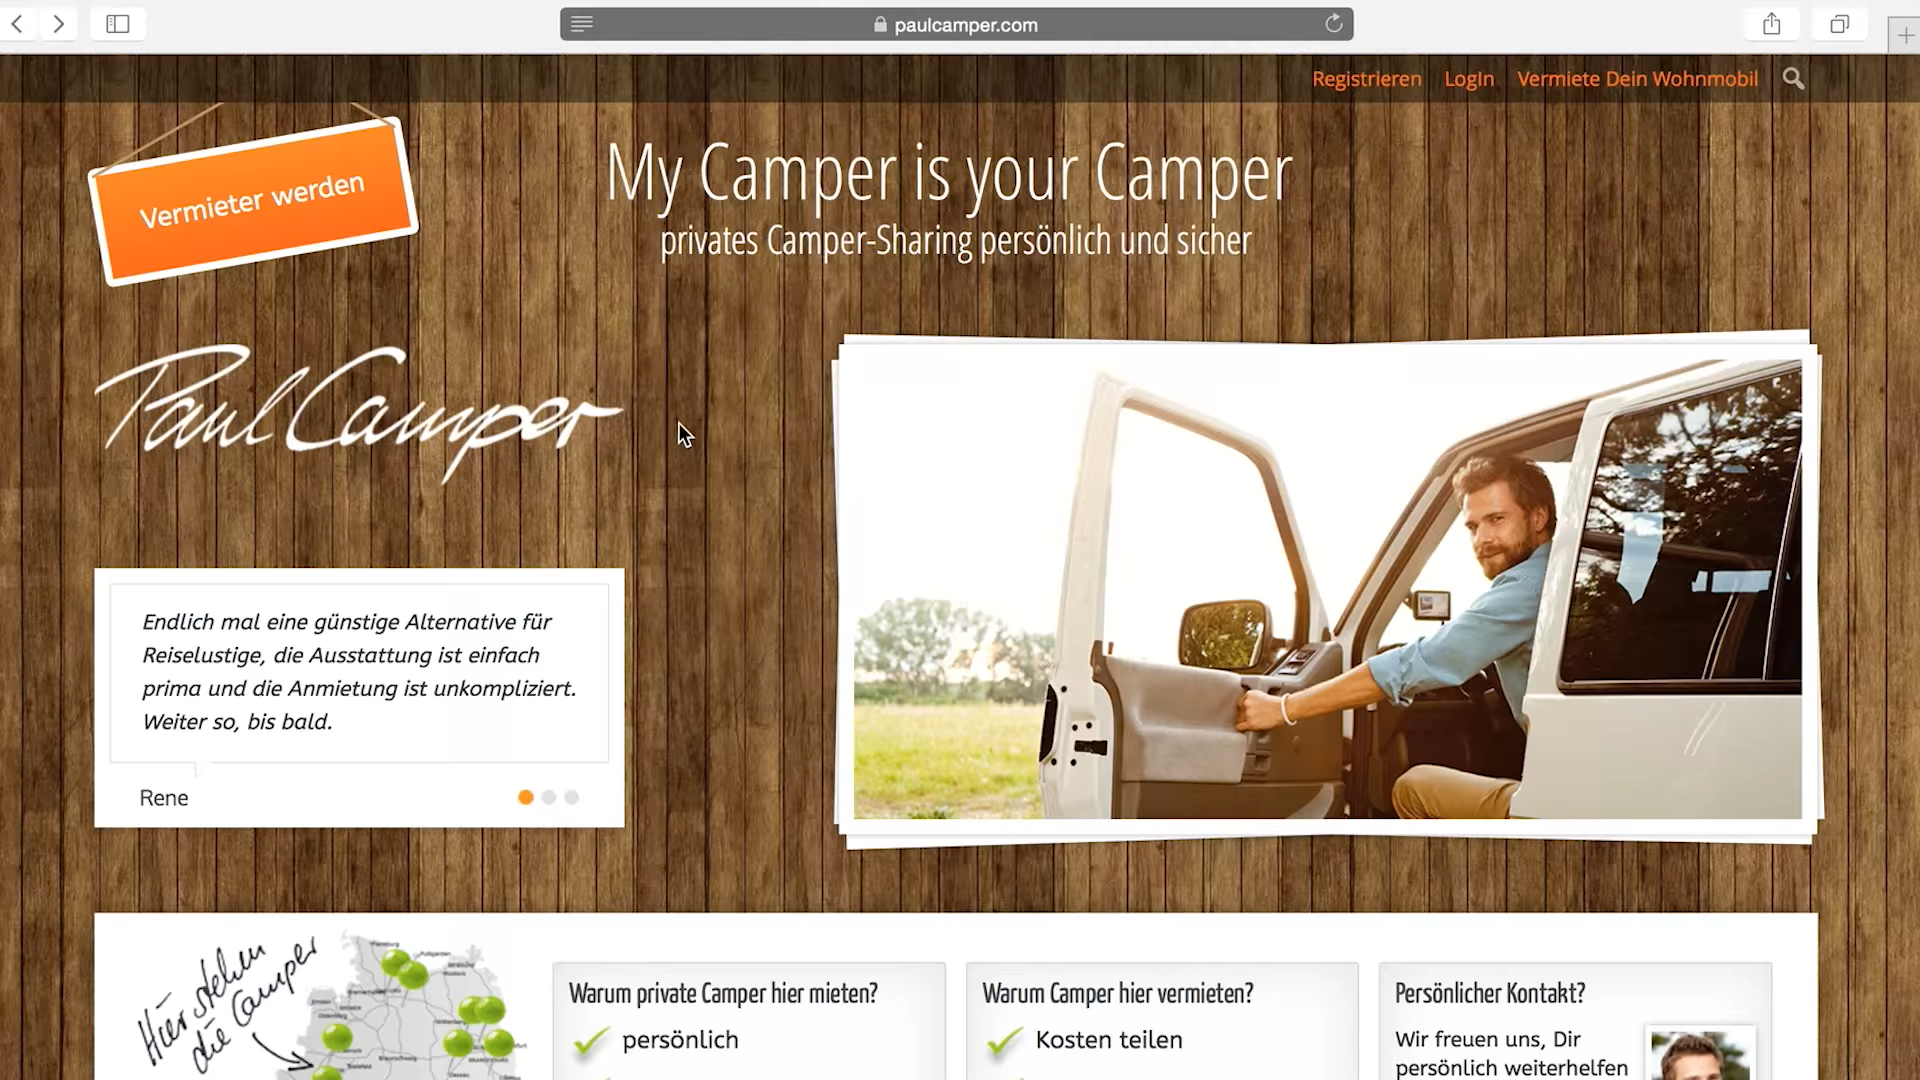 paulcamper.com
Registrieren LogIn Vermiete Dein Wohnmobil
Vermieter werden
My Camper is your Camper
privates Camper-Sharing persönlich und sicher
Paul Camper
Endlich mal eine günstige Alternative für
Reiselustige, die Ausstattung ist einfach
prima und die Anmietung ist unkompliziert.
Weiter so, bis bald.
Rene
Hier stehen
die Camper
Warum private Camper hier mieten?
persönlich
Warum Camper hier vermieten?
Kosten teilen
Persönlicher Kontakt?
Wir freuen uns, Dir
persönlich weiterhelfen